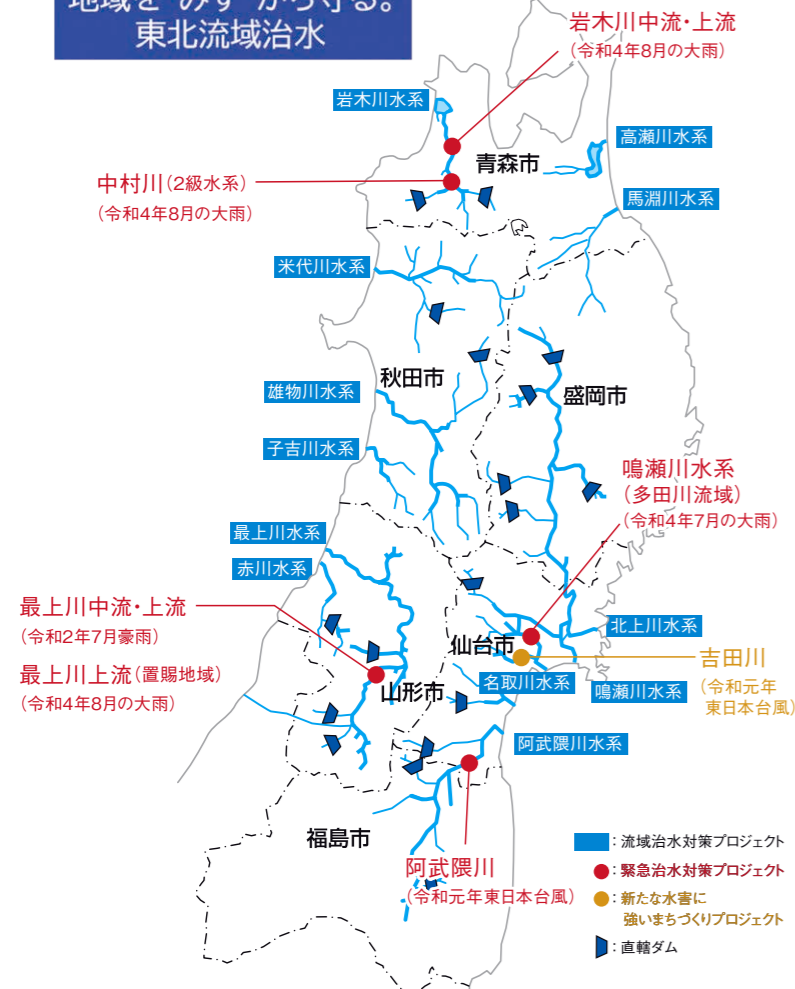 地域を"みず"から守る。
東北流域治水
岩木川中流・上流
(令和4年8月の大雨)
岩木川水系
高瀬川水系
青森市
中村川(2級水系)
(令和4年8月の大雨)
馬淵川水系
米代川水系
秋田市
雄物川水系
盛岡市
子吉川水系
鳴瀬川水系
(多田川流域)
(令和4年7月の大雨)
最上川水系
赤川水系
最上川中流・上流
(令和2年7月豪雨)
北上川水系
仙台市
吉田川
(令和元年
東日本台風)
最上川上流(置賜地域)
(令和4年8月の大雨)
山形市
名取川水系
鳴瀬川水系
阿武隈川水系
福島市
阿武隈川
(令和元年東日本台風)
:流域治水対策プロジェクト
:緊急治水対策プロジェクト
:新たな水害に
強いまちづくりプロジェクト
:直轄ダム